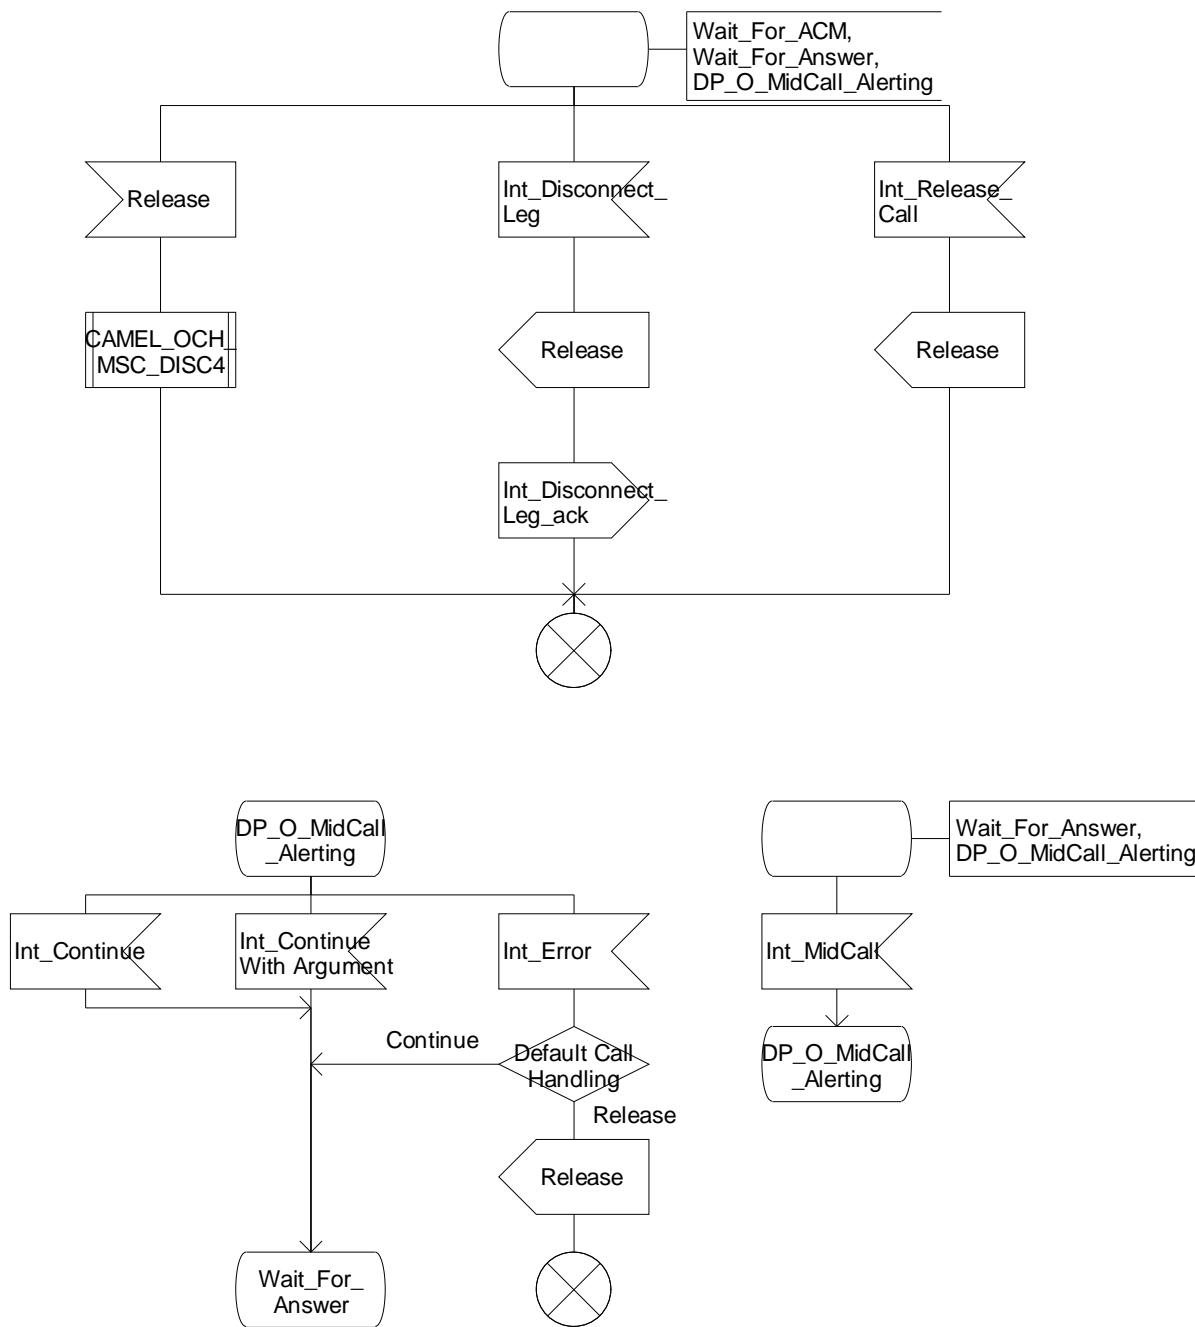 Wait_For_ACM,
Wait_For_Answer,
DP_O_MidCall_Alerting
Release
Int_Disconnect_
Leg
Int_Release_
Call
CAMEL_OCH_
MSC_DISC4
Release
Release
Int_Disconnect_
Leg_ack
DP_O_MidCall
_Alerting
Wait_For_Answer,
DP_O_MidCall_Alerting
Int_Continue
Int_Continue
With Argument
Int_Error
Int_MidCall
Continue
Default Call
Handling
DP_O_MidCall
_Alerting
Release
Release
Wait_For_
Answer